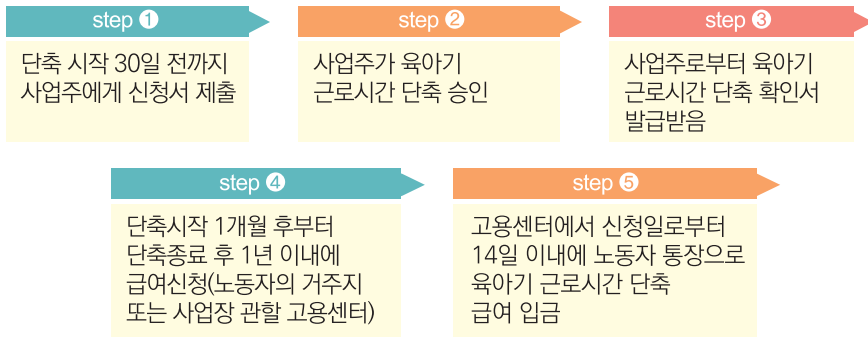 step ❶
단축 시작 30일 전까지
사업주에게 신청서 제출
step ❷
사업주가 육아기
근로시간 단축 승인
step ❸
사업주로부터 육아기
근로시간 단축 확인서
발급받음
step ❹
단축시작 1개월 후부터
단축종료 후 1년 이내에
급여신청(노동자의 거주지
또는 사업장 관할 고용센터)
step ❺
고용센터에서 신청일로부터
14일 이내에 노동자 통장으로
육아기 근로시간 단축
급여 입금